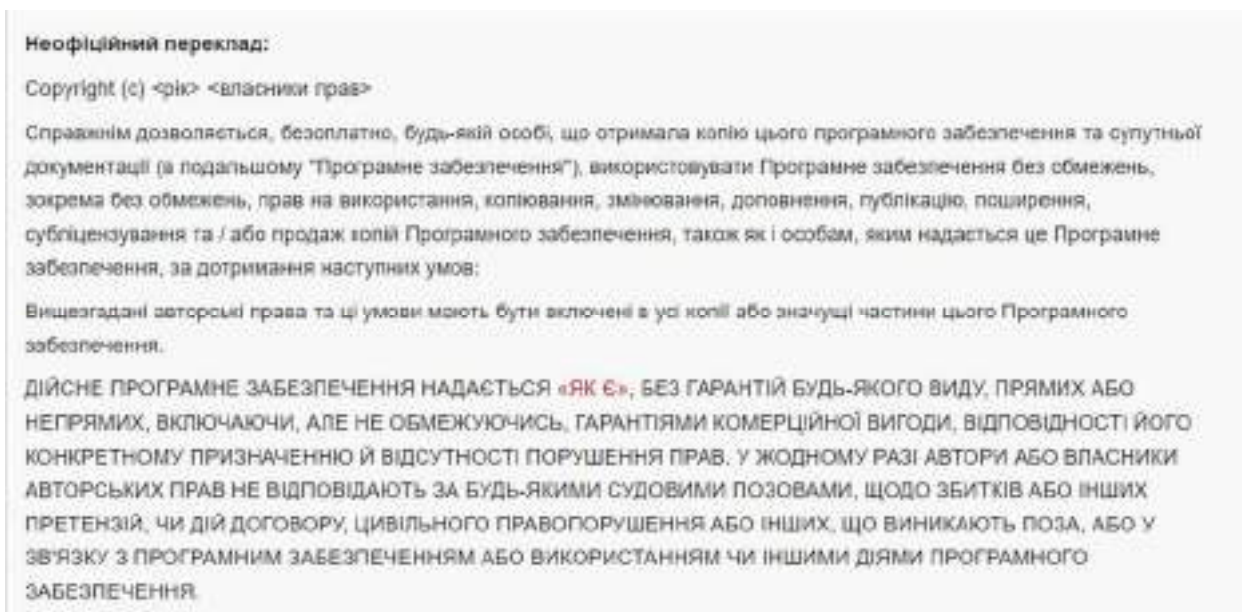 Неофіційний переклад:
Copyright (c) <рік> <власники прав>
Справжнім дозволяється, безоплатно, будь-якій особі, що отримала копію цього програмного забезпечення та супутньої
документації (в подальшому "Програмне забезпечення"), використовувати Програмне забезпечення без обмежень,
зокрема без обмежень, прав на використання, копіювання, змінювання, доповнення, публікацію, поширення,
субліцензування та / або продаж копій Програмного забезпечення, також як і особам, яким надається це Програмне
забезпечення, за дотримання наступних умов:
Вищезгадані авторські права та ці умови мають бути включені в усі копії або значущі частини цього Програмного
забезпечення.
ДІЙСНЕ ПРОГРАМНЕ ЗАБЕЗПЕЧЕННЯ НАДАЄТЬСЯ «ЯК Є», БЕЗ ГАРАНТІЙ БУДЬ-ЯКОГО ВИДУ, ПРЯМИХ АБО
НЕПРЯМИХ, ВКЛЮЧАЮЧИ, АЛЕ НЕ ОБМЕЖУЮЧИСЬ, ГАРАНТІЯМИ КОМЕРЦІЙНОЇ ВИГОДИ, ВІДПОВІДНОСТІ ЙОГО
КОНКРЕТНОМУ ПРИЗНАЧЕННЮ Й ВІДСУТНОСТІ ПОРУШЕННЯ ПРАВ. У ЖОДНОМУ РАЗІ АВТОРИ АБО ВЛАСНИКИ
АВТОРСЬКИХ ПРАВ НЕ ВІДПОВІДАЮТЬ ЗА БУДЬ-ЯКИМИ СУДОВИМИ ПОЗОВАМИ, ЩОДО ЗБИТКІВ АБО ІНШИХ
ПРЕТЕНЗІЙ, ЧИ ДІЙ ДОГОВОРУ, ЦИВІЛЬНОГО ПРАВОПОРУШЕННЯ АБО ІНШИХ, ЩО ВИНИКАЮТЬ ПОЗА, АБО У
ЗВ'ЯЗКУ З ПРОГРАМНИМ ЗАБЕЗПЕЧЕННЯМ АБО ВИКОРИСТАННЯМ ЧИ ІНШИМИ ДІЯМИ ПРОГРАМНОГО
ЗАБЕЗПЕЧЕННЯ.